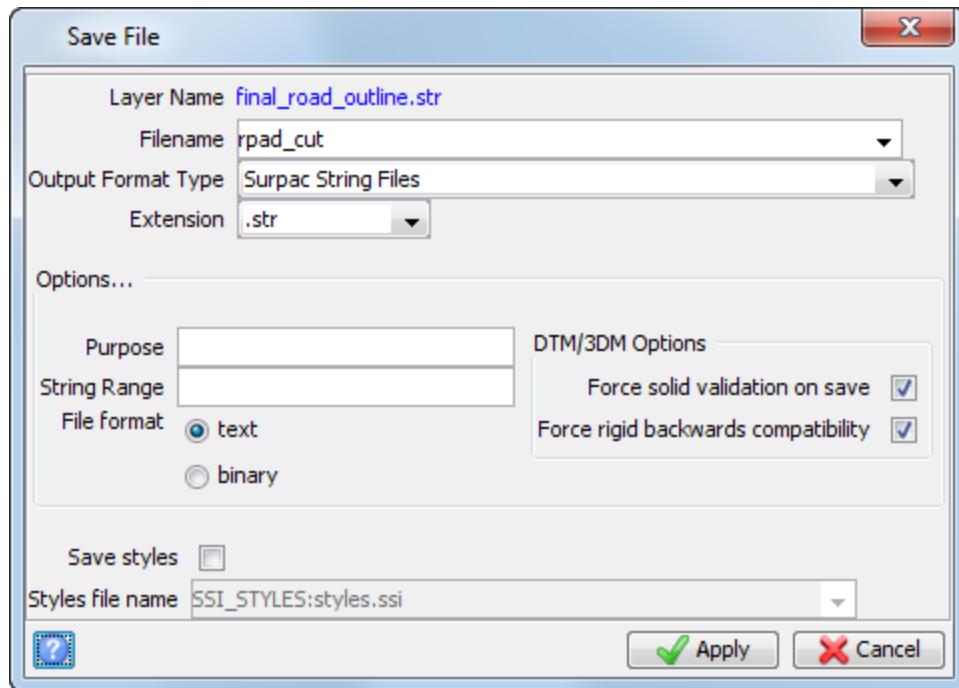 Save File
Layer Name final_road_outline.str
Filename rpad_cut
Output Format Type Surpac String Files
Extension .str
Options...
Purpose
DTM/3DM Options
String Range
Force solid validation on save
File format text
Force rigid backwards compatibility
binary
Save styles
Styles file name SSI_STYLES:styles.ssi
? Apply Cancel